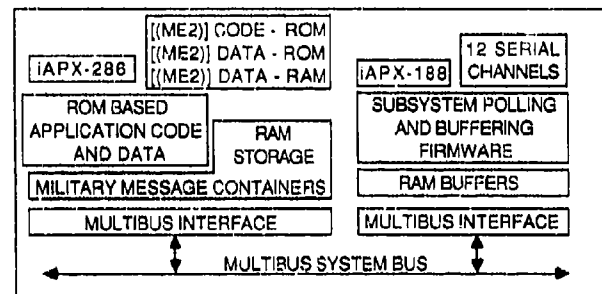 [(ME2)] CODE - ROM
[(ME2)] DATA - ROM
[(ME2)] DATA - RAM
iAPX-286
ROM BASED
APPLICATION CODE
AND DATA
RAM
STORAGE
MILITARY MESSAGE CONTAINERS
MULTIBUS INTERFACE
12 SERIAL
CHANNELS
iAPX-188
SUBSYSTEM POLLING
AND BUFFERING
FIRMWARE
RAM BUFFERS
MULTIBUS INTERFACE
MULTIBUS SYSTEM BUS